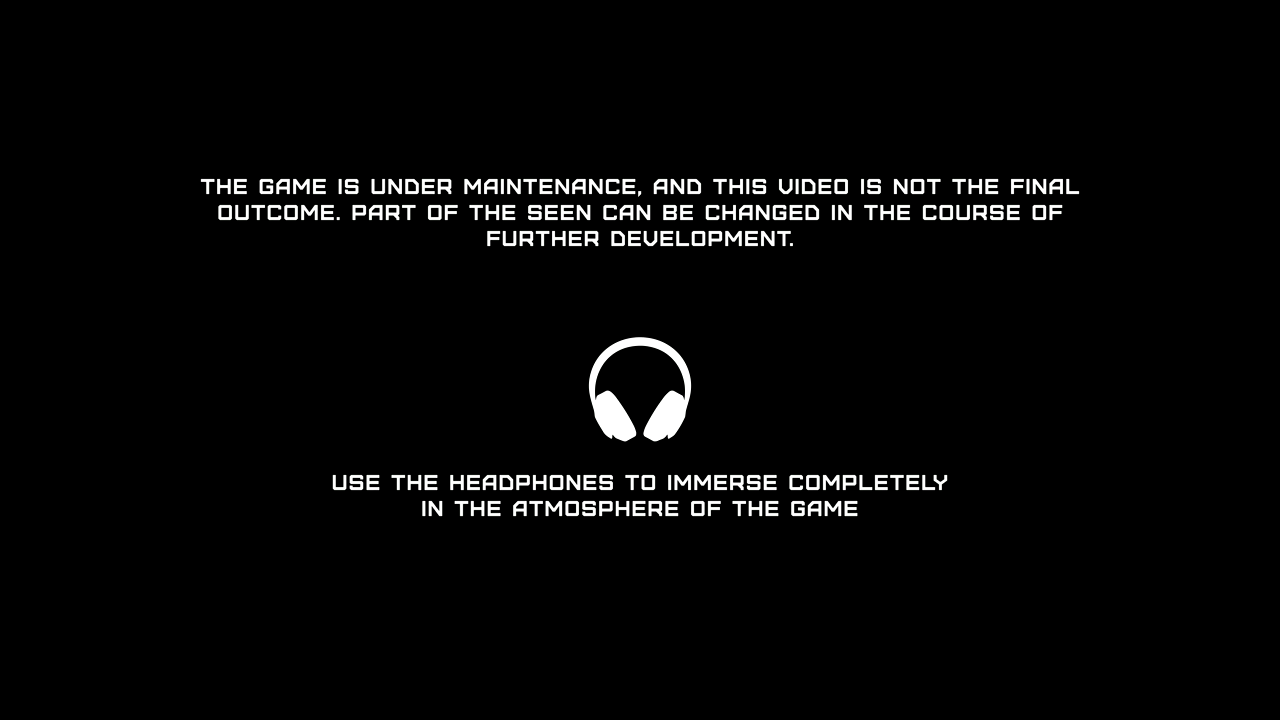 THE GAME IS UNDER MAINTENANCE, AND THIS VIDEO IS NOT THE FINAL
OUTCOME. PART OF THE SEEN CAN BE CHANGED IN THE COURSE OF
FURTHER DEVELOPMENT.
USE THE HEADPHONES TO IMMERSE COMPLETELY
IN THE ATMOSPHERE OF THE GAME